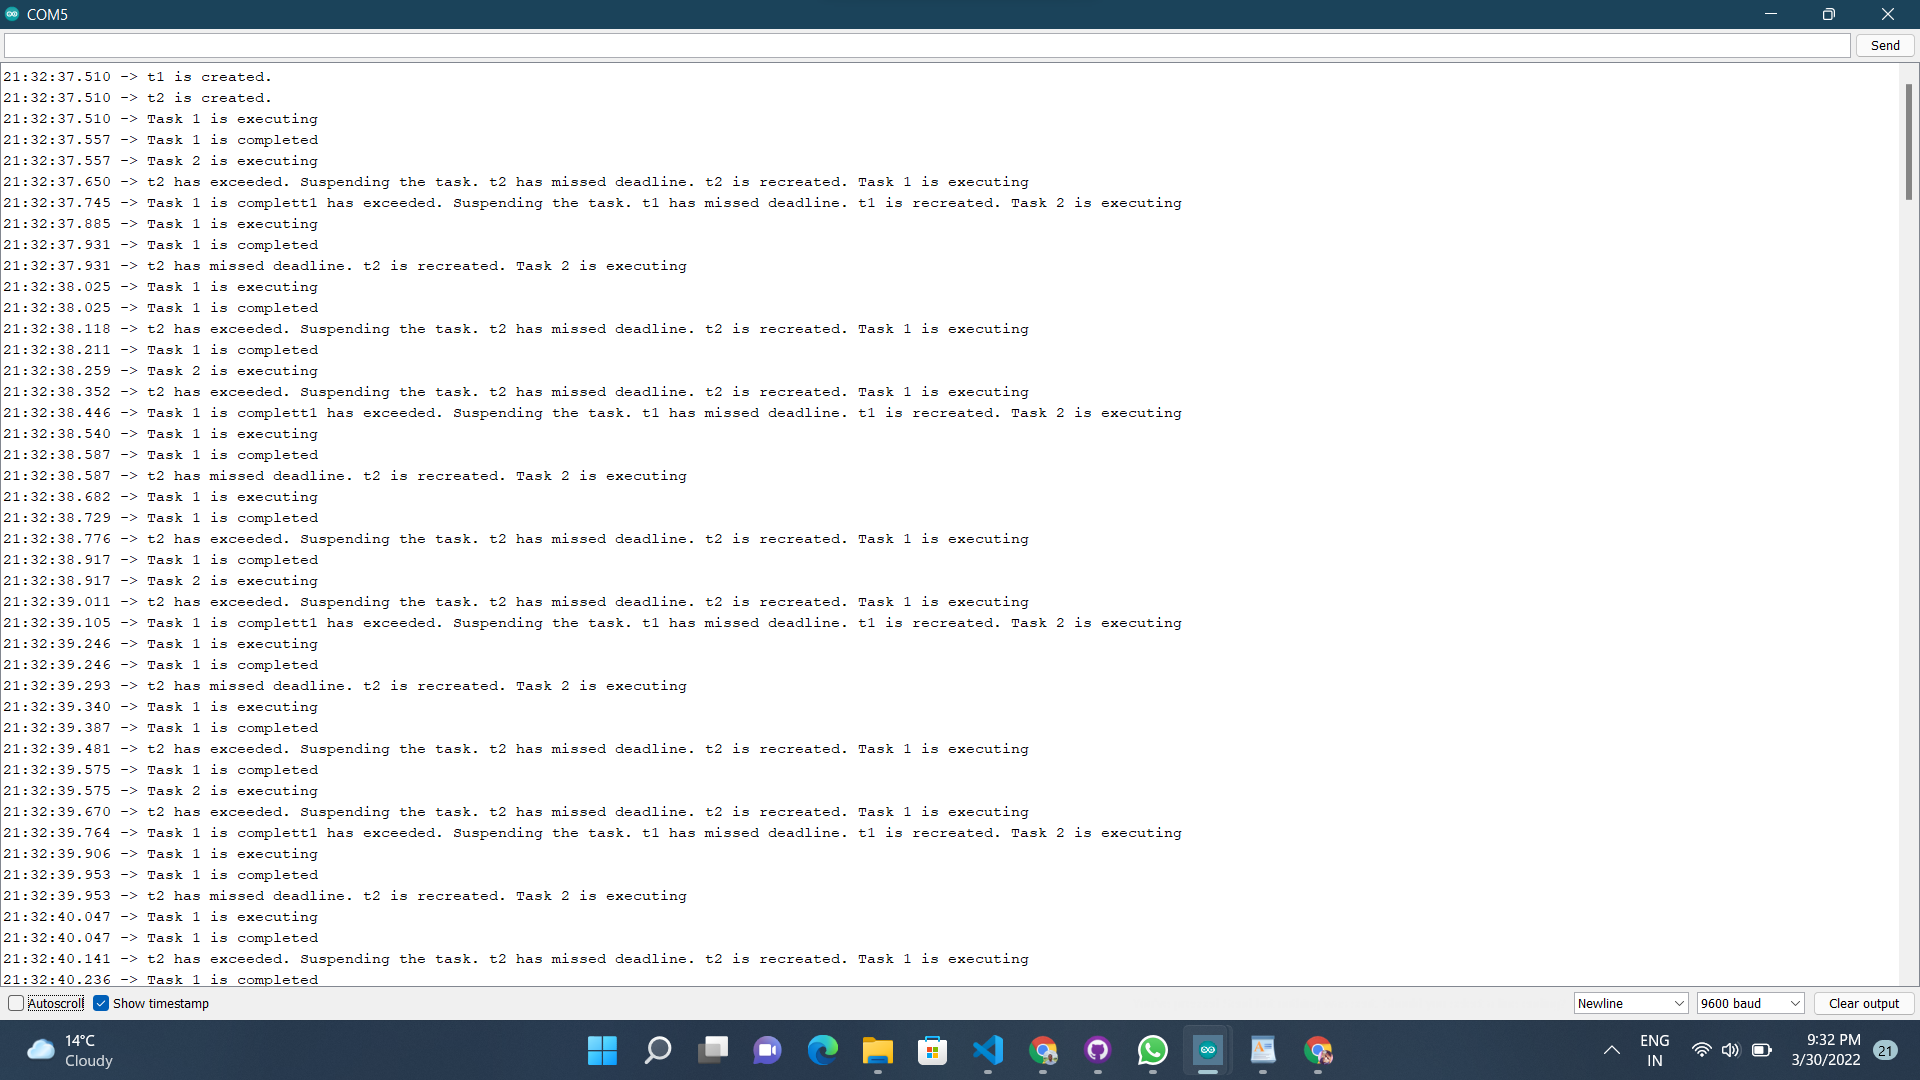 COM5
Send
21:32:37.510 -> t1 is created.
21:32:37.510 -> t2 is created.
21:32:37.510 -> Task 1 is executing
21:32:37.557 -> Task 1 is completed
21:32:37.557 -> Task 2 is executing
21:32:37.650 -> t2 has exceeded. Suspending the task. t2 has missed deadline. t2 is recreated. Task 1 is executing
21:32:37.745 -> Task 1 is complett1 has exceeded. Suspending the task. t1 has missed deadline. t1 is recreated. Task 2 is executing
21:32:37.885 -> Task 1 is executing
21:32:37.931 -> Task 1 is completed
21:32:37.931 -> t2 has missed deadline. t2 is recreated. Task 2 is executing
21:32:38.025 -> Task 1 is executing
21:32:38.025 -> Task 1 is completed
21:32:38.118 -> t2 has exceeded. Suspending the task. t2 has missed deadline. t2 is recreated. Task 1 is executing
21:32:38.211 -> Task 1 is completed
21:32:38.259 -> Task 2 is executing
21:32:38.352 -> t2 has exceeded. Suspending the task. t2 has missed deadline. t2 is recreated. Task 1 is executing
21:32:38.446 -> Task 1 is complett1 has exceeded. Suspending the task. t1 has missed deadline. t1 is recreated. Task 2 is executing
21:32:38.540 -> Task 1 is executing
21:32:38.587 -> Task 1 is completed
21:32:38.587 -> t2 has missed deadline. t2 is recreated. Task 2 is executing
21:32:38.682 -> Task 1 is executing
21:32:38.729 -> Task 1 is completed
21:32:38.776 -> t2 has exceeded. Suspending the task. t2 has missed deadline. t2 is recreated. Task 1 is executing
21:32:38.917 -> Task 1 is completed
21:32:38.917 -> Task 2 is executing
21:32:39.011 -> t2 has exceeded. Suspending the task. t2 has missed deadline. t2 is recreated. Task 1 is executing
21:32:39.105 -> Task 1 is complett1 has exceeded. Suspending the task. t1 has missed deadline. t1 is recreated. Task 2 is executing
21:32:39.246 -> Task 1 is executing
21:32:39.246 -> Task 1 is completed
21:32:39.293 -> t2 has missed deadline. t2 is recreated. Task 2 is executing
21:32:39.340 -> Task 1 is executing
21:32:39.387 -> Task 1 is completed
21:32:39.481 -> t2 has exceeded. Suspending the task. t2 has missed deadline. t2 is recreated. Task 1 is executing
21:32:39.575 -> Task 1 is completed
21:32:39.575 -> Task 2 is executing
21:32:39.670 -> t2 has exceeded. Suspending the task. t2 has missed deadline. t2 is recreated. Task 1 is executing
21:32:39.764 -> Task 1 is complett1 has exceeded. Suspending the task. t1 has missed deadline. t1 is recreated. Task 2 is executing
21:32:39.906 -> Task 1 is executing
21:32:39.953 -> Task 1 is completed
21:32:39.953 -> t2 has missed deadline. t2 is recreated. Task 2 is executing
21:32:40.047 -> Task 1 is executing
21:32:40.047 -> Task 1 is completed
21:32:40.141 -> t2 has exceeded. Suspending the task. t2 has missed deadline. t2 is recreated. Task 1 is executing
21:32:40.236 -> Task 1 is completed
Autoscroll Show timestamp Newline 9600 baud Clear output
14°C
Cloudy
ENG
IN
9:32 PM
3/30/2022
21